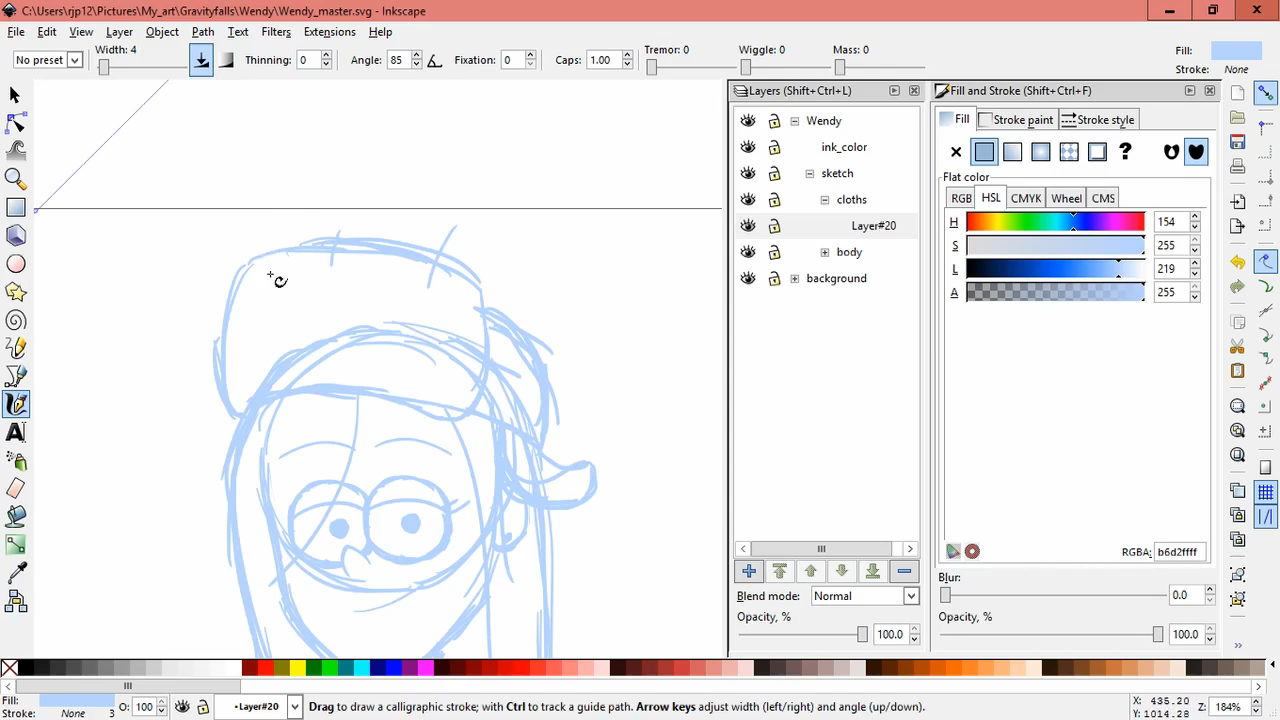 C:\Users\rjp12\Pictures\My_art\Gravityfalls\Wendy\Wendy_master.svg - Inkscape
File Edit View Layer Object Path Text Filters Extensions Help
No preset Width: 4 Thinning: 0 Angle: 85 Fixation: 0 Caps: 1.00 Tremor: 0 Wiggle: 0 Mass: 0 Fill:
Stroke: None
Layers (Shift+Ctrl+L) Fill and Stroke (Shift+Ctrl+F)
Wendy Fill Stroke paint Stroke style
ink_color ?
sketch Flat color
cloths RGB HSL CMYK Wheel CMS
Layer#20 H 154
S 255
body L 219
background A 255
RGBA: b6d2ffff
Blur:
Blend mode: Normal 0.0
Opacity, % Opacity, %
100.0 100.0
Fill: O: 100 •Layer#20 Drag to draw a calligraphic stroke; with Ctrl to track a guide path. Arrow keys adjust width (left/right) and angle (up/down). X: 435.20 Z: 184%
Stroke: None 3 Y: 1014.28